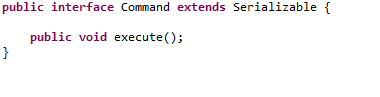 public interface Command extends Serializable {
public void execute();
}